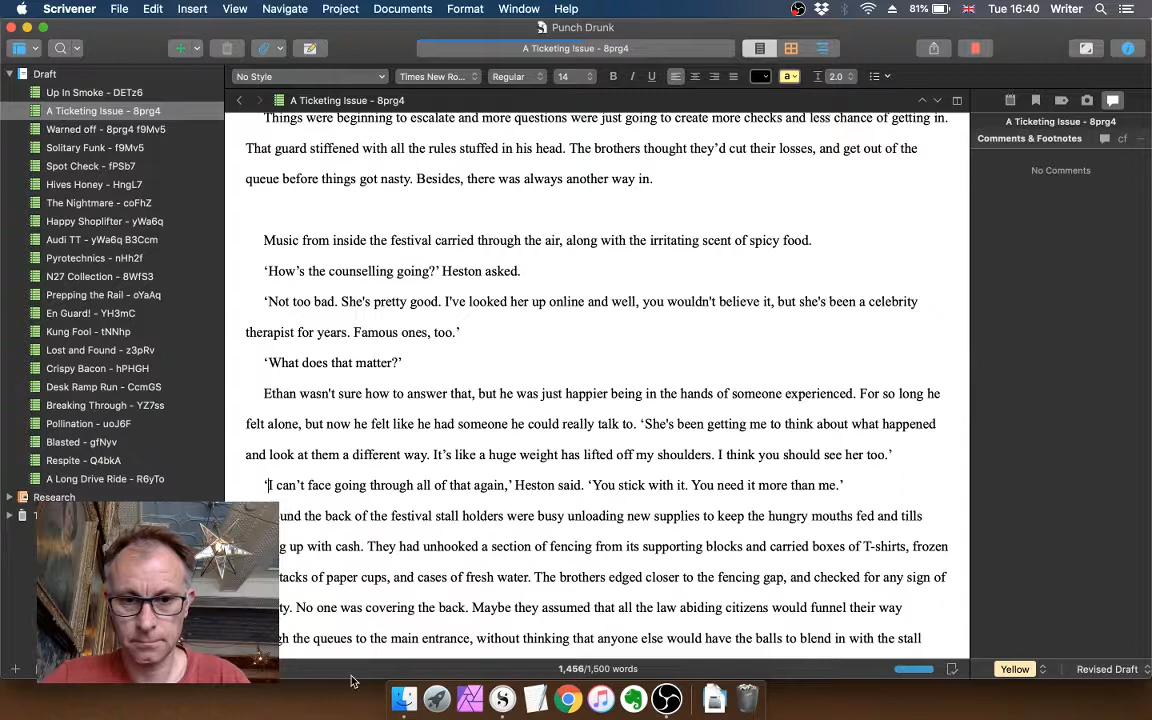 Scrivener File Edit Insert View Navigate Project Documents Format Window Help 81% Tue 16:40 Writer
Punch Drunk
A Ticketing Issue - 8prg4
No Style Times New Ro... Regular 14 B I U a 2.0
Draft
Up In Smoke - DETz6
A Ticketing Issue - 8prg4
Warned off - 8prg4 f9Mv5
Solitary Funk - f9Mv5
Spot Check - fPSb7
Hives Honey - HngL7
The Nightmare - coFhZ
Happy Shoplifter - yWa6q
Audi TT - yWa6q B3Ccm
Pyrotechnics - nHh2f
N27 Collection - 8WfS3
Prepping the Rail - oYaAq
En Guard! - YH3mC
Kung Fool - tNNhp
Lost and Found - z3pRv
Crispy Bacon - hPHGH
Desk Ramp Run - CcmGS
Breaking Through - YZ7ss
Pollination - uoJ6F
Blasted - gfNyv
Respite - Q4bkA
A Long Drive Ride - R6yTo
Research
A Ticketing Issue - 8prg4
Things were beginning to escalate and more questions were just going to create more checks and less chance of getting in.
That guard stiffened with all the rules stuffed in his head. The brothers thought they’d cut their losses, and get out of the
queue before things got nasty. Besides, there was always another way in.
Music from inside the festival carried through the air, along with the irritating scent of spicy food.
‘How’s the counselling going?’ Heston asked.
‘Not too bad. She's pretty good. I've looked her up online and well, you wouldn't believe it, but she's been a celebrity
therapist for years. Famous ones, too.’
‘What does that matter?’
Ethan wasn't sure how to answer that, but he was just happier being in the hands of someone experienced. For so long he
felt alone, but now he felt like he had someone he could really talk to. ‘She's been getting me to think about what happened
and look at them a different way. It’s like a huge weight has lifted off my shoulders. I think you should see her too.’
‘I can’t face going through all of that again,’ Heston said. ‘You stick with it. You need it more than me.’
und the back of the festival stall holders were busy unloading new supplies to keep the hungry mouths fed and tills
g up with cash. They had unhooked a section of fencing from its supporting blocks and carried boxes of T-shirts, frozen
tacks of paper cups, and cases of fresh water. The brothers edged closer to the fencing gap, and checked for any sign of
ty. No one was covering the back. Maybe they assumed that all the law abiding citizens would funnel their way
gh the queues to the main entrance, without thinking that anyone else would have the balls to blend in with the stall
1,456/1,500 words
Yellow Revised Draft
A Ticketing Issue - 8prg4
Comments & Footnotes cf
No Comments